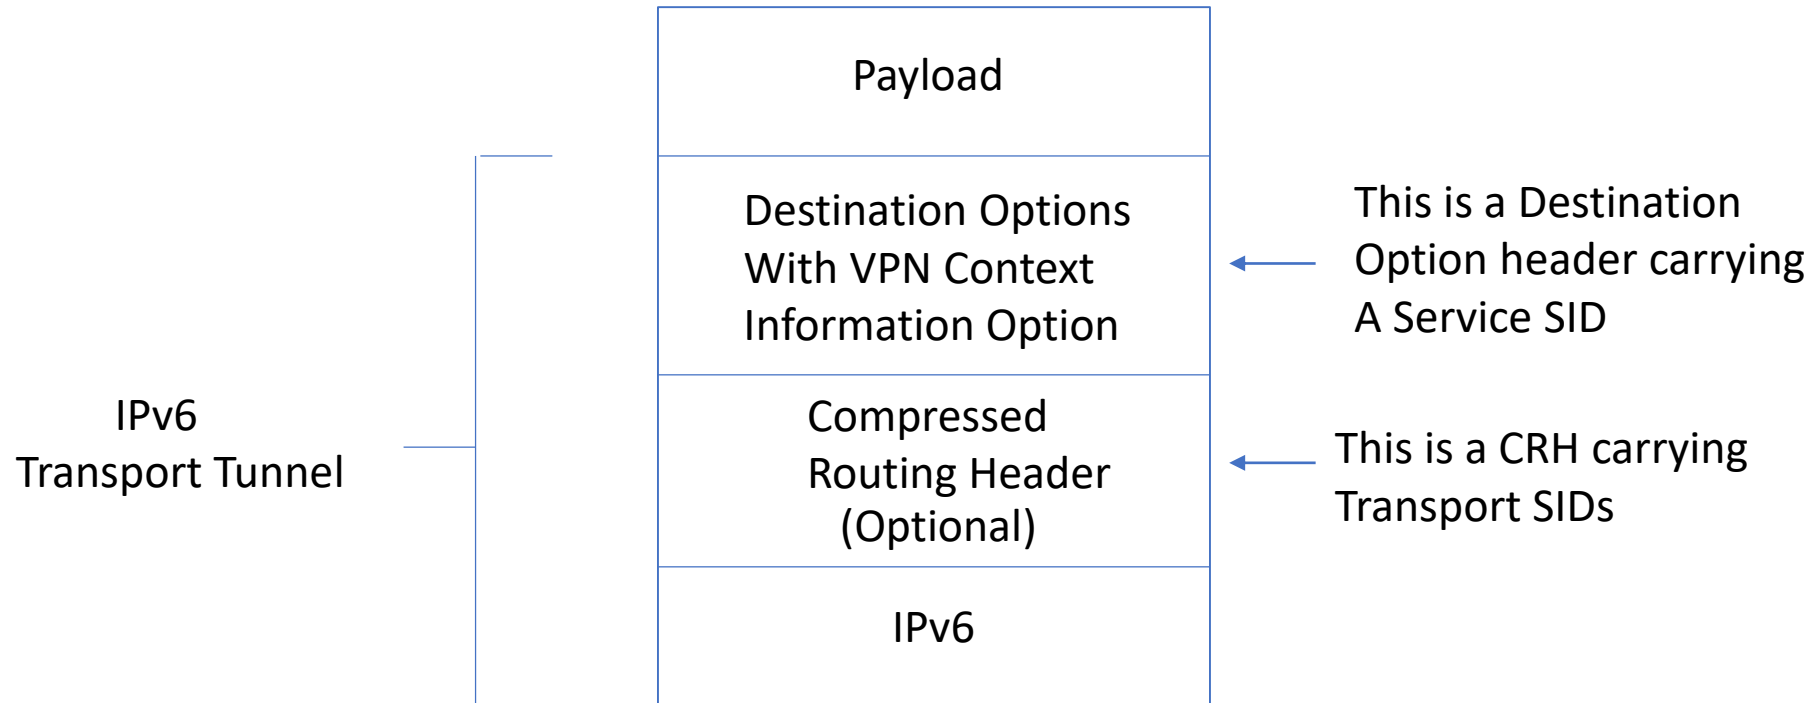 Payload
Destination Options
With VPN Context
Information Option
This is a Destination
Option header carrying
A Service SID
IPv6
Transport Tunnel
Compressed
Routing Header
(Optional)
This is a CRH carrying
Transport SIDs
IPv6